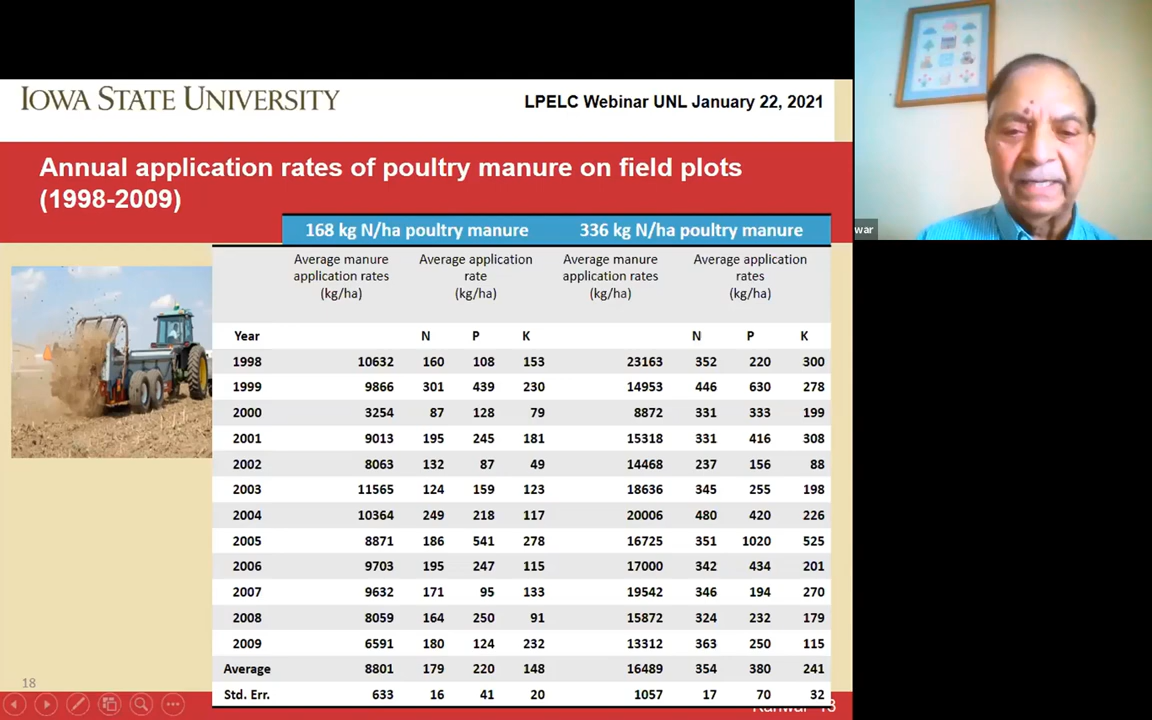 IOWA STATE UNIVERSITY
LPELC Webinar UNL January 22, 2021
Annual application rates of poultry manure on field plots
(1998-2009)
168 kg N/ha poultry manure 336 kg N/ha poultry manure
Average manure application rates (kg/ha) Average application rate (kg/ha) Average manure application rates (kg/ha) Average application rates (kg/ha)
Year N P K N P K
1998 10632 160 108 153 23163 352 220 300
1999 9866 301 439 230 14953 446 630 278
2000 3254 87 128 79 8872 331 333 199
2001 9013 195 245 181 15318 331 416 308
2002 8063 132 87 49 14468 237 156 88
2003 11565 124 159 123 18636 345 255 198
2004 10364 249 218 117 20006 480 420 226
2005 8871 186 541 278 16725 351 1020 525
2006 9703 195 247 115 17000 342 434 201
2007 9632 171 95 133 19542 346 194 270
2008 8059 164 250 91 15872 324 232 179
2009 6591 180 124 232 13312 363 250 115
Average 8801 179 220 148 16489 354 380 241
Std. Err. 633 16 41 20 1057 17 70 32
18
war